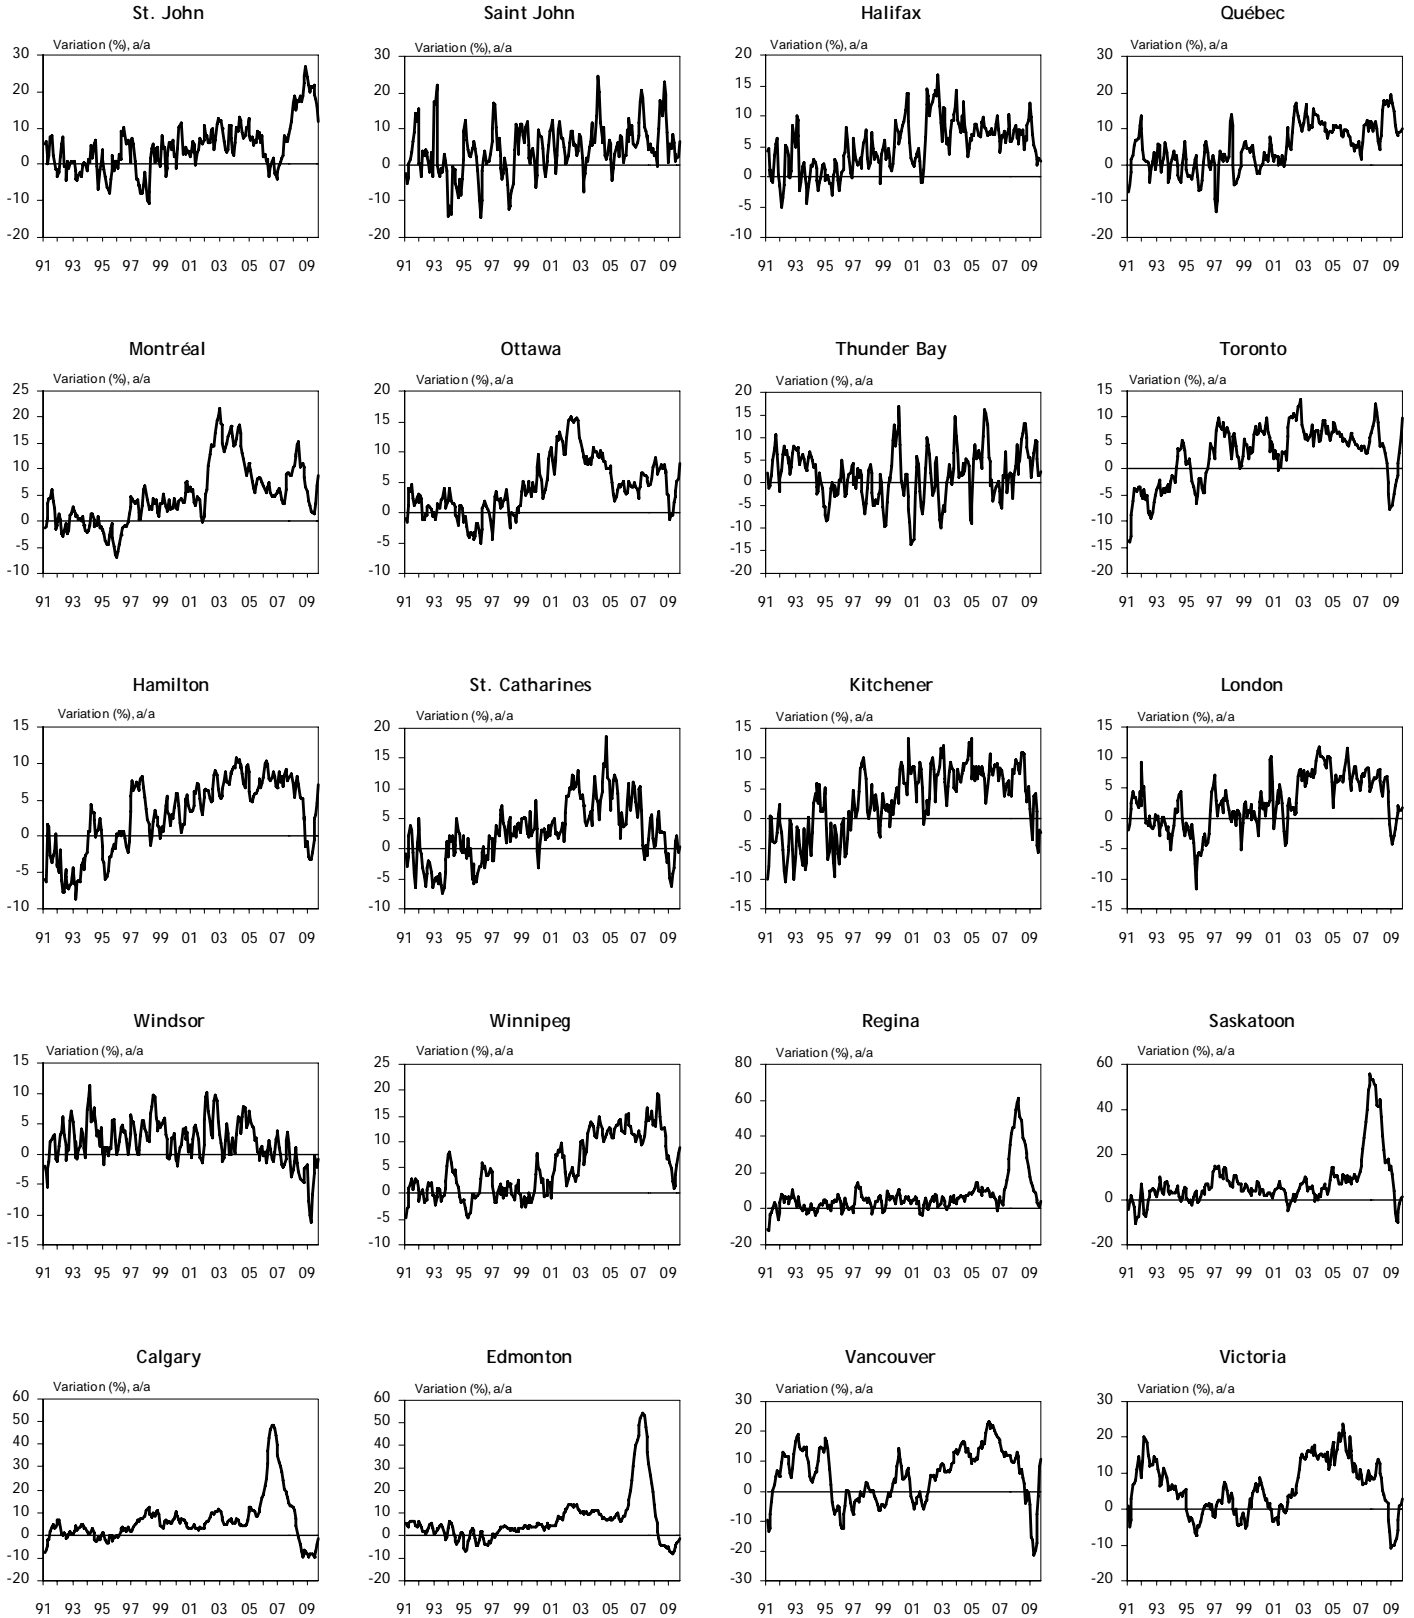 St. John Saint John Halifax Québec
Variation (%), a/a Variation (%), a/a Variation (%), a/a Variation (%), a/a
30 30 20 30
20 20 15 20
10 10 10 10
0 0 5 0
-10 -10 0 -10
-20 -20 -5 -20
-10
91 93 95 97 99 01 03 05 07 09 91 93 95 97 99 01 03 05 07 09 91 93 95 97 99 01 03 05 07 09 91 93 95 97 99 01 03 05 07 09
Montréal Ottawa Thunder Bay Toronto
Variation (%), a/a Variation (%), a/a Variation (%), a/a Variation (%), a/a
25 20 20 15
20 15 15 10
15 10 10 5
10 5 5 0
5 0 0 -5
0 -5 -5 -10
-5 -10 -10 -15
-10 -15 -20
-20
91 93 95 97 99 01 03 05 07 09 91 93 95 97 99 01 03 05 07 09 91 93 95 97 99 01 03 05 07 09 91 93 95 97 99 01 03 05 07 09
Hamilton St. Catharines Kitchener London
Variation (%), a/a Variation (%), a/a Variation (%), a/a Variation (%), a/a
15 20 15 15
10 15 10 10
5 10 5 5
0 5 0 0
-5 0 -5 -5
-10 -5 -10 -10
-10 -15 -15
91 93 95 97 99 01 03 05 07 09 91 93 95 97 99 01 03 05 07 09 91 93 95 97 99 01 03 05 07 09 91 93 95 97 99 01 03 05 07 09
Windsor Winnipeg Regina Saskatoon
Variation (%), a/a Variation (%), a/a Variation (%), a/a Variation (%), a/a
15 25 80 60
10 20 60 40
5 15 40 20
0 10 20 0
-5 5 0 -20
-10 0 -20
-15 -5
-10
91 93 95 97 99 01 03 05 07 09 91 93 95 97 99 01 03 05 07 09 91 93 95 97 99 01 03 05 07 09 91 93 95 97 99 01 03 05 07 09
Calgary Edmonton Vancouver Victoria
Variation (%), a/a Variation (%), a/a Variation (%), a/a Variation (%), a/a
60 60 30 30
50 50 20 20
40 40 10 10
30 30 0 0
20 20 -10 -10
10 10 -20 -20
0 0 -30
-10 -10
-20 -20
91 93 95 97 99 01 03 05 07 09 91 93 95 97 99 01 03 05 07 09 91 93 95 97 99 01 03 05 07 09 91 93 95 97 99 01 03 05 07 09